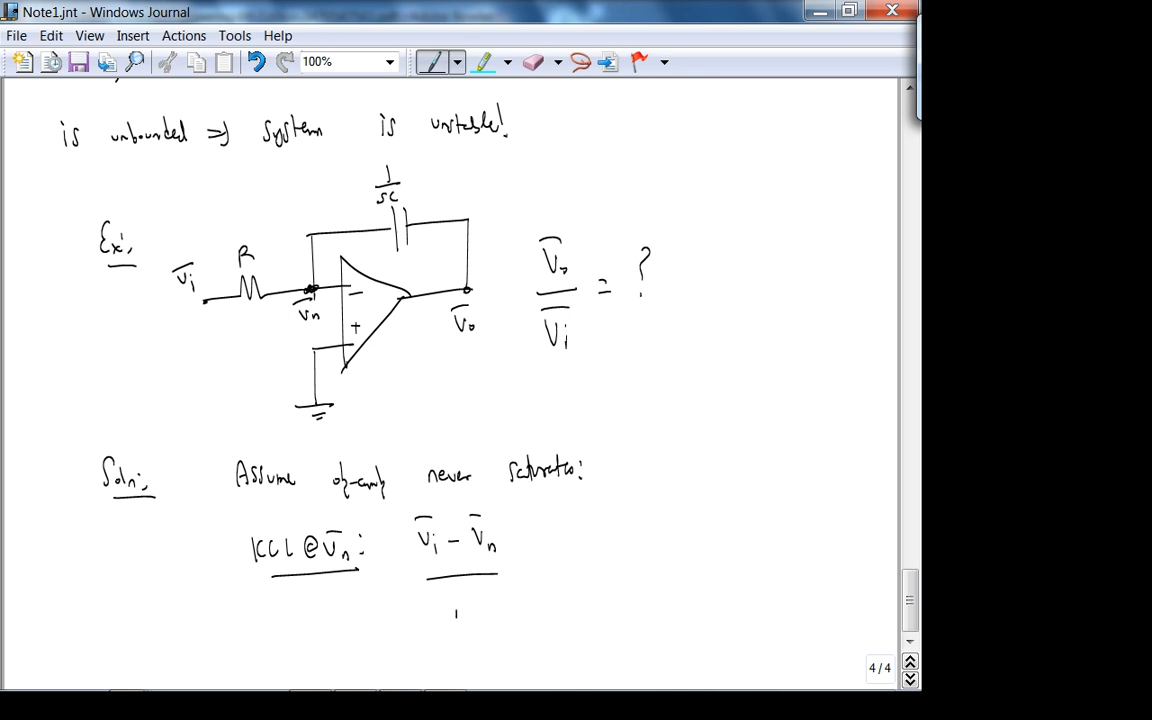 Note1.jnt - Windows Journal
File Edit View Insert Actions Tools Help
100%
is unbounded ⇒ system is unstable!
1
sC
Ex:
R
V̄i
V̄n
−
+
V̄o
V̄o
V̄i
= ?
Soln: Assume op-amp never saturates:
KCL @ V̄n: V̄i − V̄n
4 / 4